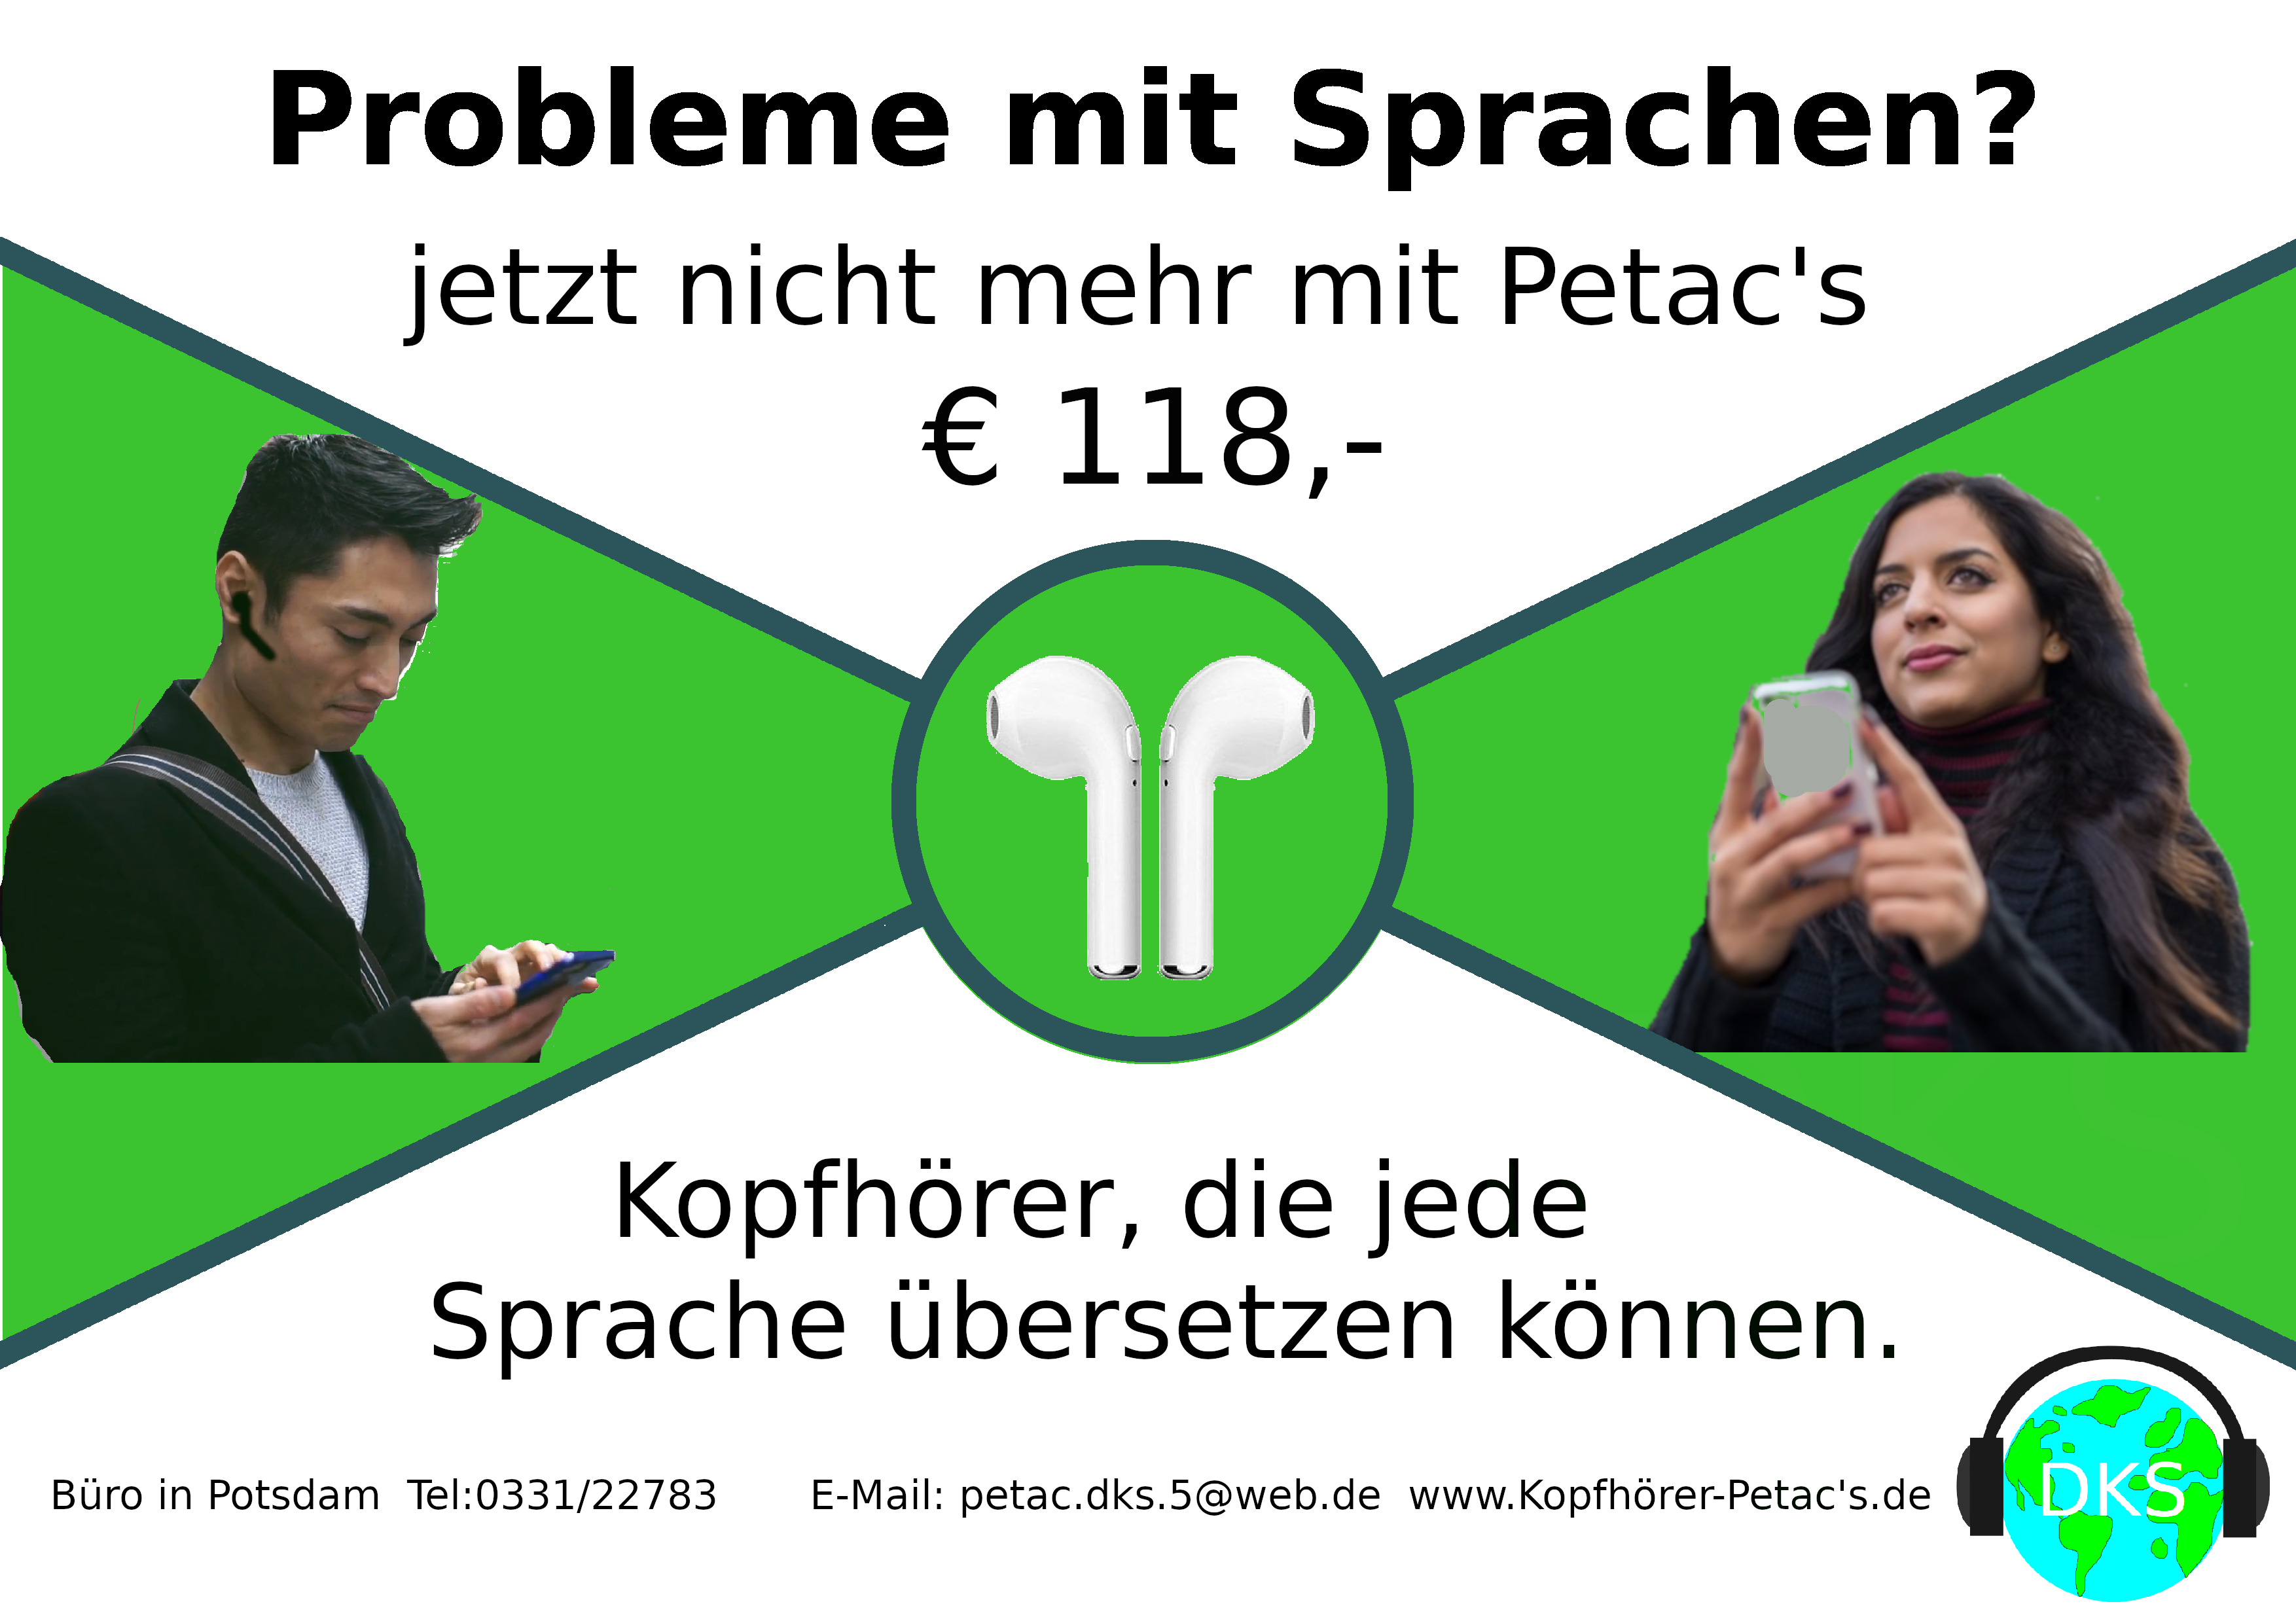 Probleme mit Sprachen?
jetzt nicht mehr mit Petac's
€ 118,-
Kopfhörer, die jede
Sprache übersetzen können.
Büro in Potsdam Tel:0331/22783 E-Mail: petac.dks.5@web.de www.Kopfhörer-Petac's.de
DKS